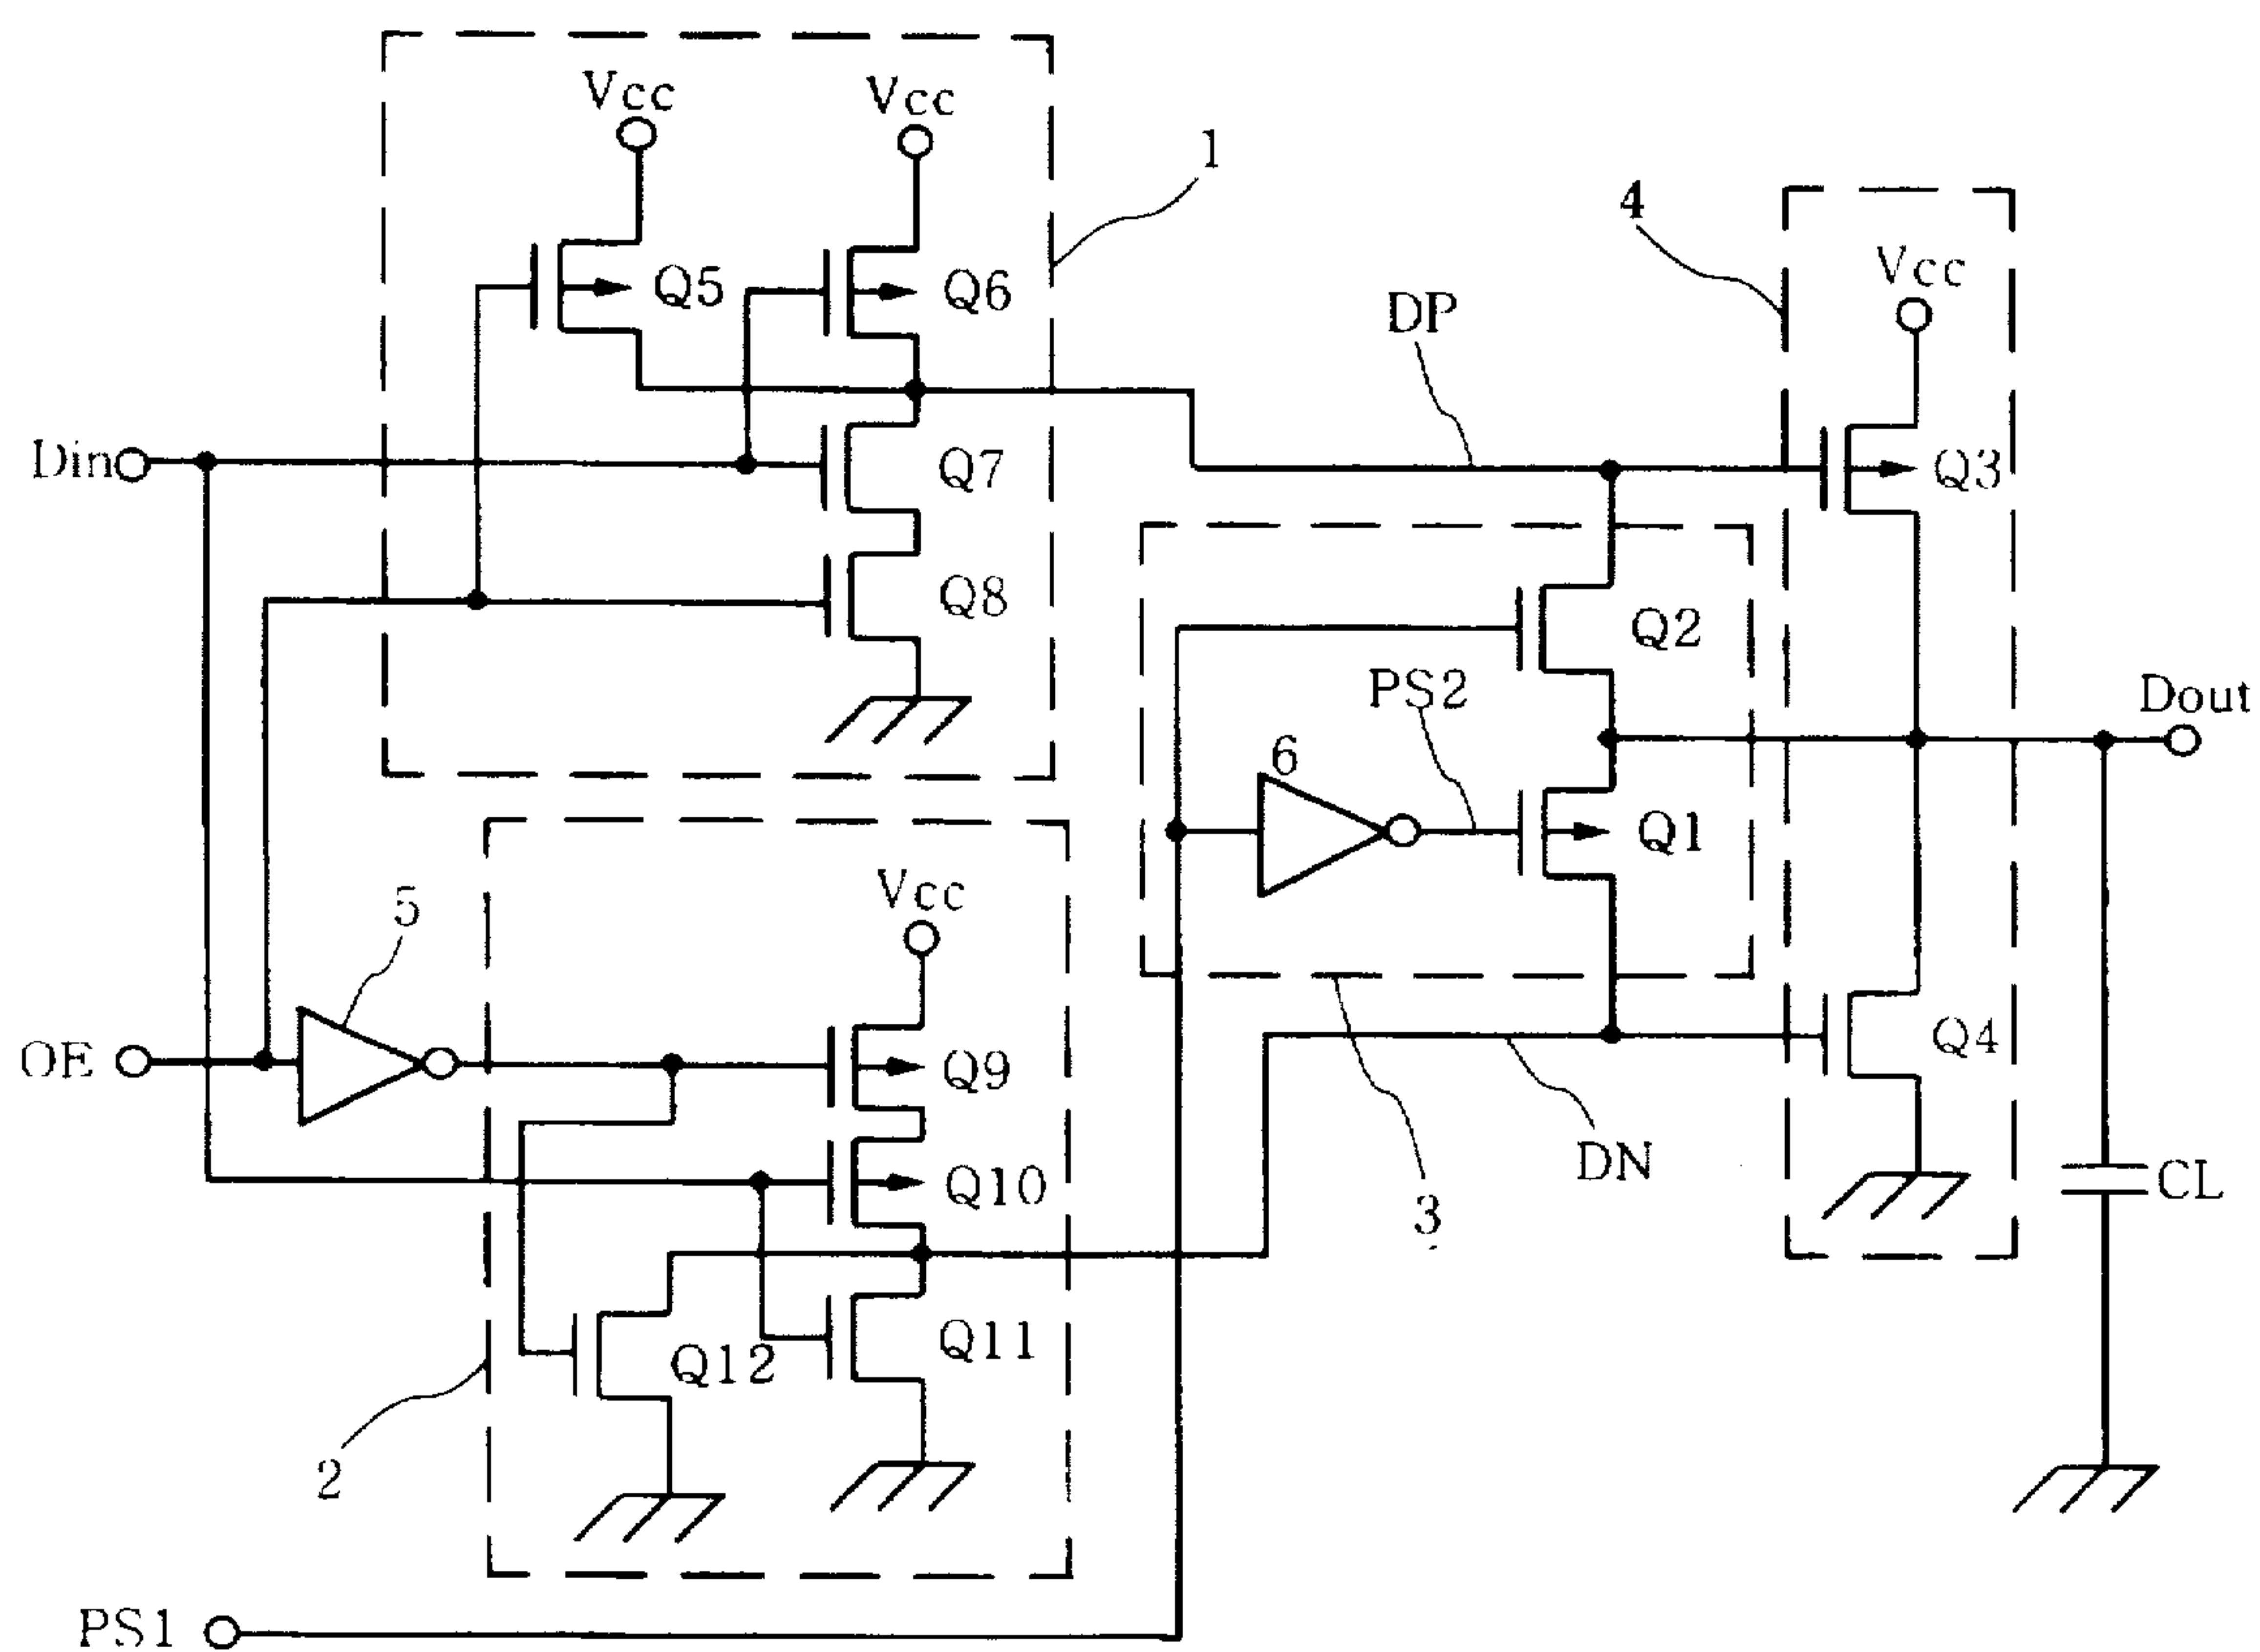 Vcc
Vcc
1
4
Vcc
Q5
Q6
DP
Din
Q7
Q3
Q8
Q2
PS2
Dout
6
Q1
5
Vcc
OE
Q9
Q4
DN
Q10
3
CL
Q12
Q11
2
PS1